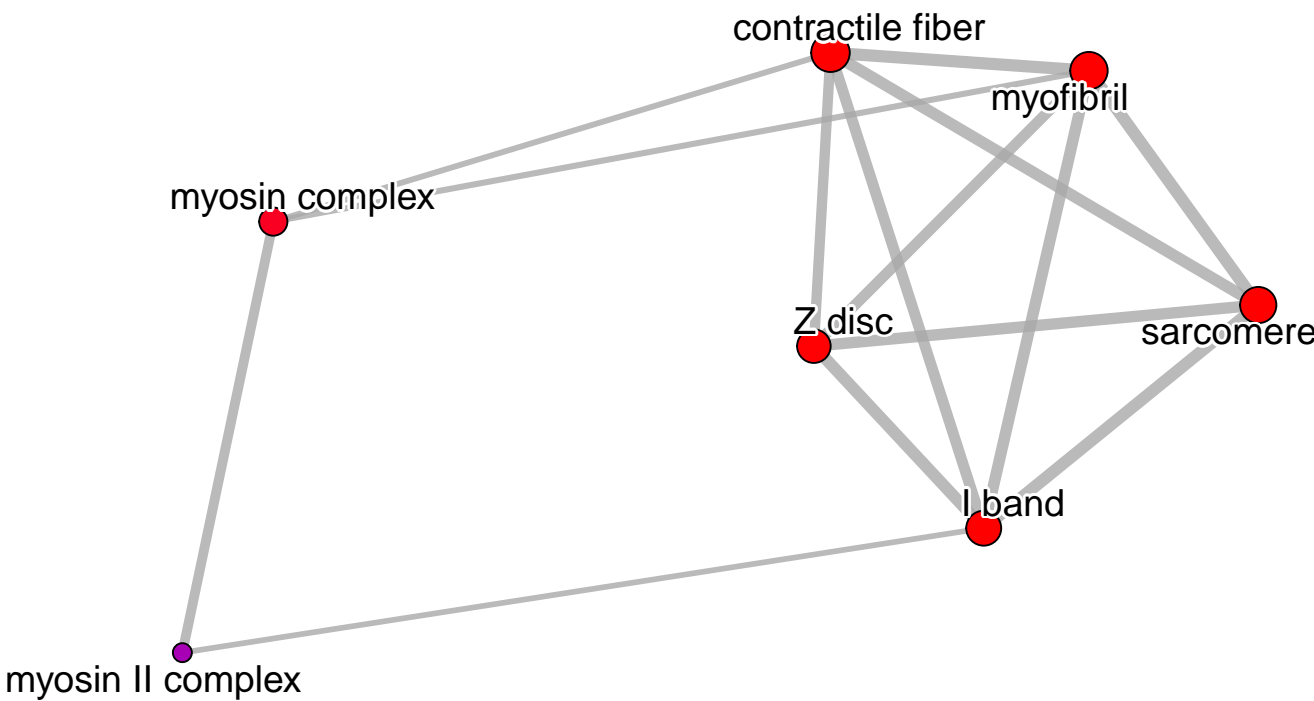 contractile fiber
myofibril
myosin complex
Z disc
sarcomere
I band
myosin II complex